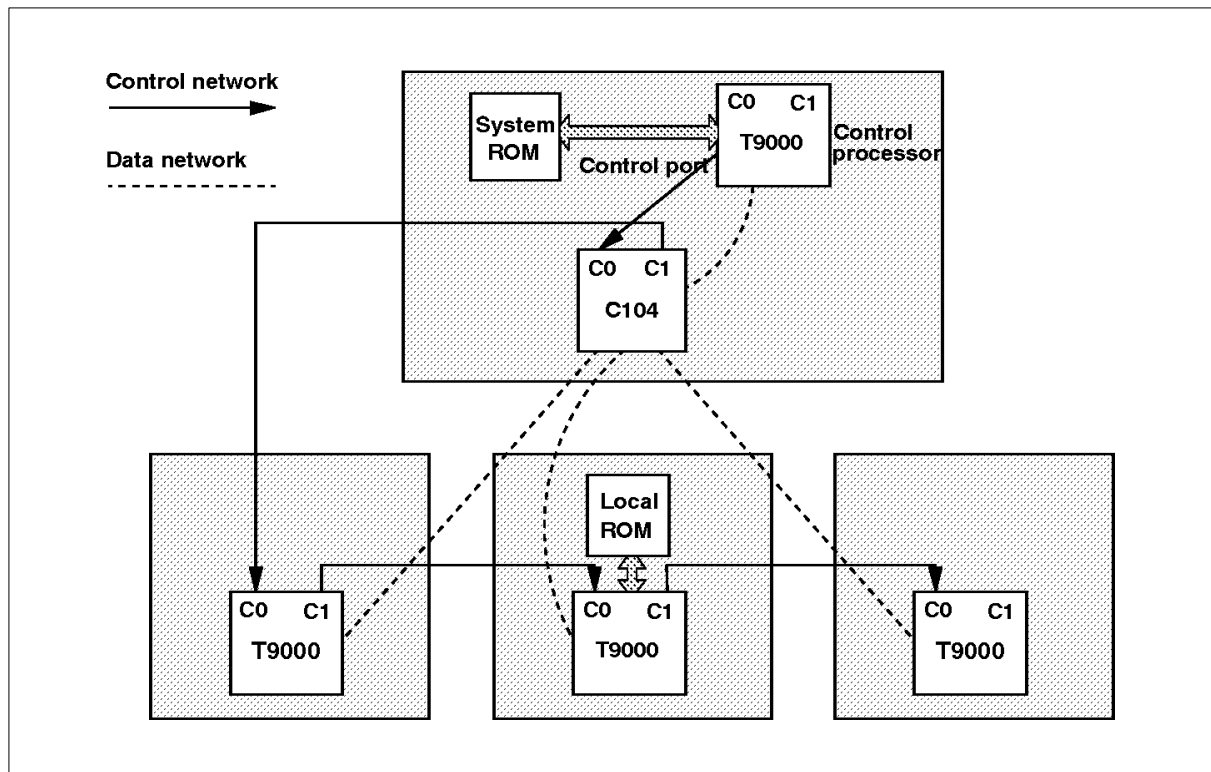 Control network
Data network
System
ROM
C0 C1
T9000
Control
processor
Control port
C0 C1
C104
Local
ROM
C0 C1
T9000
C0 C1
T9000
C0 C1
T9000